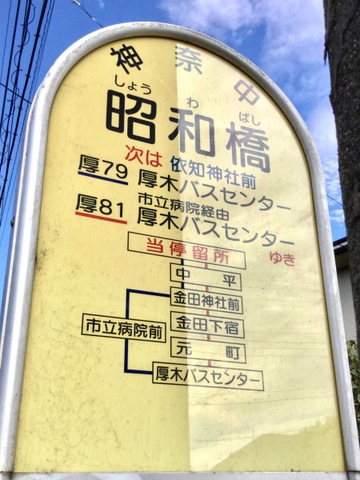 神奈中
しょうわばし
昭和橋
次は 依知神社前
厚79 厚木バスセンター
市立病院経由
厚81 厚木バスセンター
ゆき
当停留所
中平
金田神社前
市立病院前
金田下宿
元町
厚木バスセンター